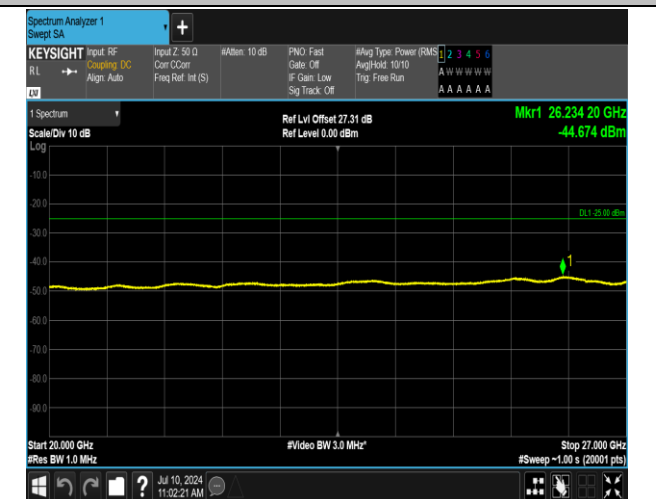 Spectrum Analyzer 1
Swept SA
+
KEYSIGHT Input: RF Input Z: 50 Ω #Atten: 10 dB PNO: Fast #Avg Type: Power (RMS 1 2 3 4 5 6
R L Coupling: DC Corr CCorr Gate: Off Avg|Hold: 10/10 A W W W W W
Align: Auto Freq Ref: Int (S) IF Gain: Low Trig: Free Run
LXI Sig Track: Off A A A A A A
1 Spectrum Ref Lvl Offset 27.31 dB Mkr1 26.234 20 GHz
Scale/Div 10 dB Ref Level 0.00 dBm -44.674 dBm
Log
-10.0
-20.0
DL1 -25.00 dBm
-30.0
-40.0
1
-50.0
-60.0
-70.0
-80.0
-90.0
Start 20.000 GHz #Video BW 3.0 MHz* Stop 27.000 GHz
#Res BW 1.0 MHz #Sweep ~1.00 s (20001 pts)
? Jul 10, 2024
11:02:21 AM